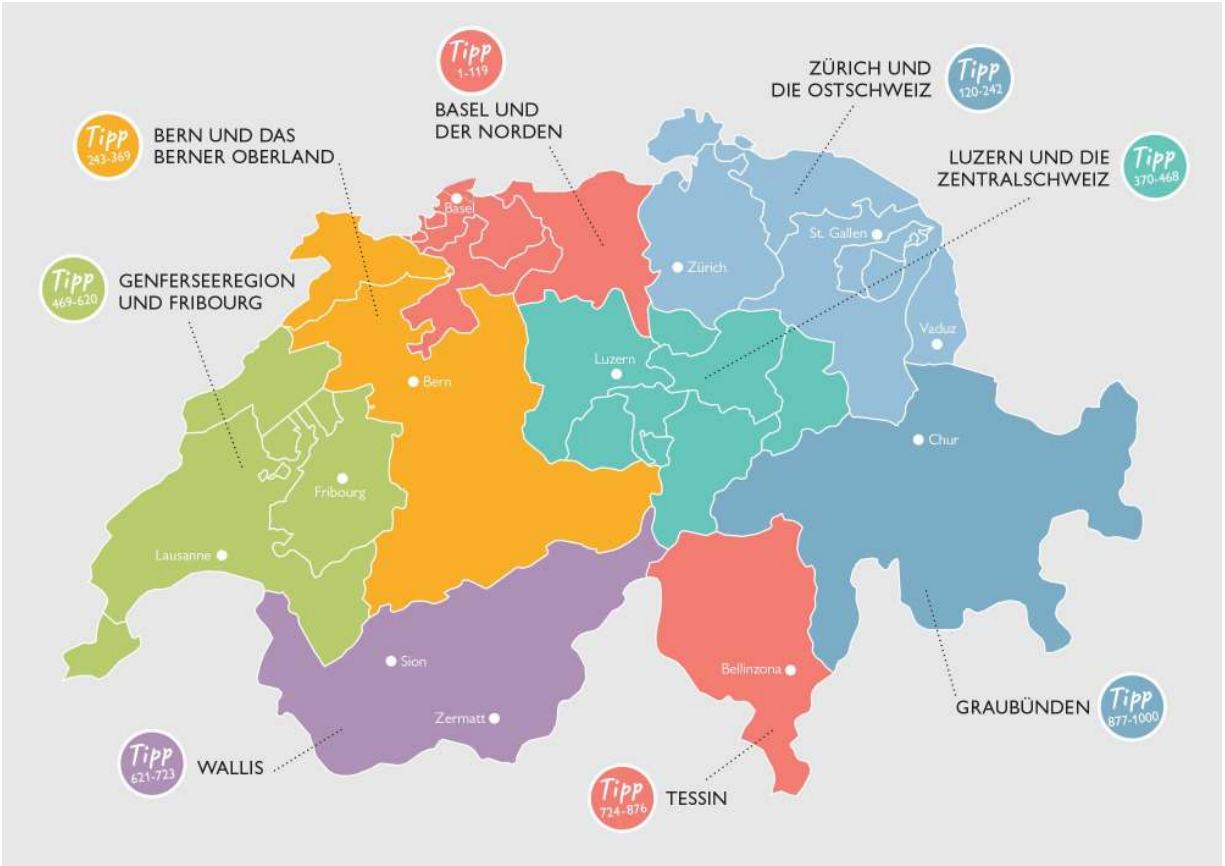 Tipp
1-119
BASEL UND
DER NORDEN
ZÜRICH UND
DIE OSTSCHWEIZ
Tipp
120-242
Tipp
243-369
BERN UND DAS
BERNER OBERLAND
LUZERN UND DIE
ZENTRALSCHWEIZ
Tipp
370-468
Basel
St. Gallen
Zürich
Tipp
469-620
GENFERSEEREGION
UND FRIBOURG
Vaduz
Luzern
Bern
Chur
Fribourg
Lausanne
Sion
Bellinzona
Zermatt
GRAUBÜNDEN
Tipp
877-1000
Tipp
621-723
WALLIS
Tipp
724-876
TESSIN